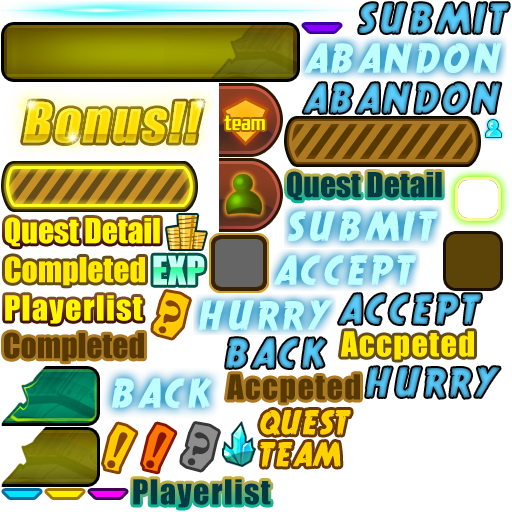 SUBMIT
ABANDON
ABANDON
Bonus!!
team
Quest Detail
Quest Detail
SUBMIT
Completed
EXP
ACCEPT
Playerlist
?
HURRY
ACCEPT
Completed
BACK
Accpeted
BACK
Accpeted
HURRY
! ! ?
QUEST
TEAM
Playerlist